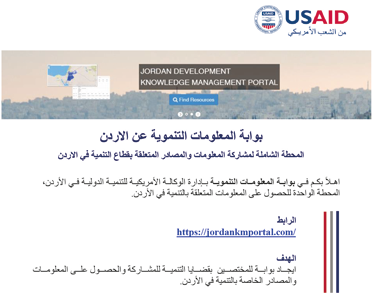 USAID
من الشعب الأمريكي
JORDAN DEVELOPMENT
KNOWLEDGE MANAGEMENT PORTAL
Find Resources
بوابة المعلومات التنموية عن الاردن
المحطة الشاملة لمشاركة المعلومات والمصادر المتعلقة بقطاع التنمية في الاردن
اهلاً بكم في بوابة المعلومات التنموية بإدارة الوكالة الأمريكية للتنمية الدولية في الأردن،
المحطة الواحدة للحصول على المعلومات المتعلقة بالتنمية في الأردن.
الرابط
https://jordankmportal.com/
الهدف
ايجاد بوابة للمختصين بقضايا التنمية للمشاركة والحصول على المعلومات
والمصادر الخاصة بالتنمية في الأردن.